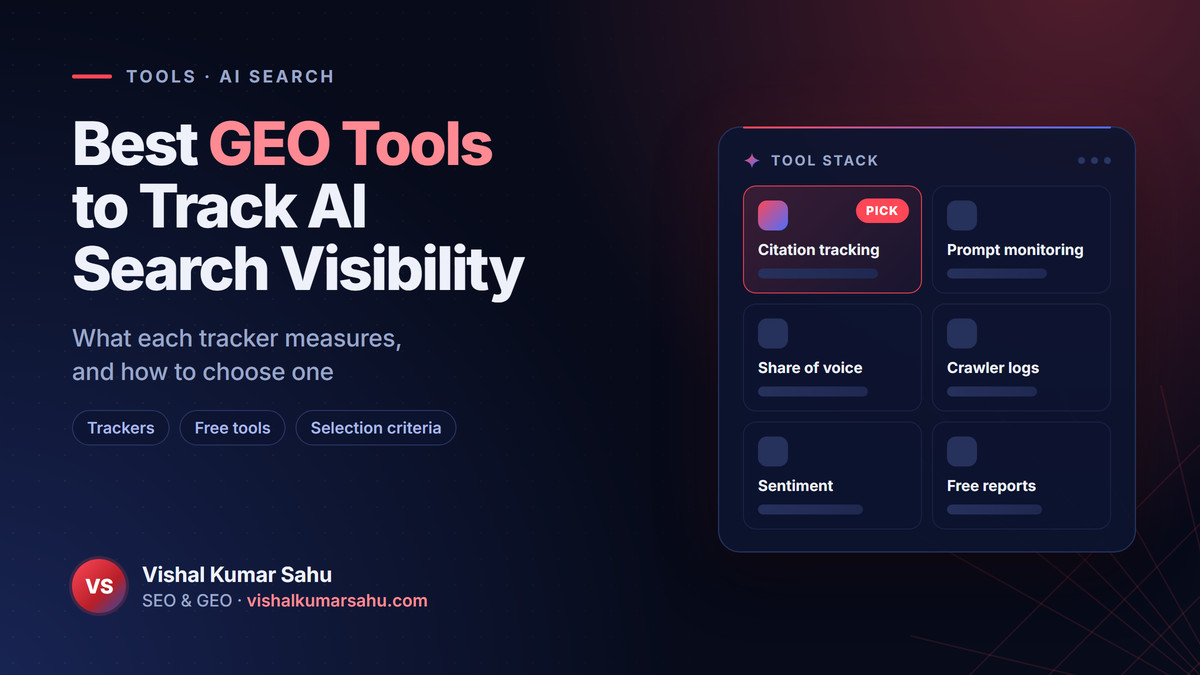 TOOLS · AI SEARCH
Best GEO Tools
to Track AI
Search Visibility
What each tracker measures,
and how to choose one
Trackers
Free tools
Selection criteria
VS
Vishal Kumar Sahu
SEO & GEO · vishalkumarsahu.com
TOOL STACK
PICK
Citation tracking
Prompt monitoring
Share of voice
Crawler logs
Sentiment
Free reports